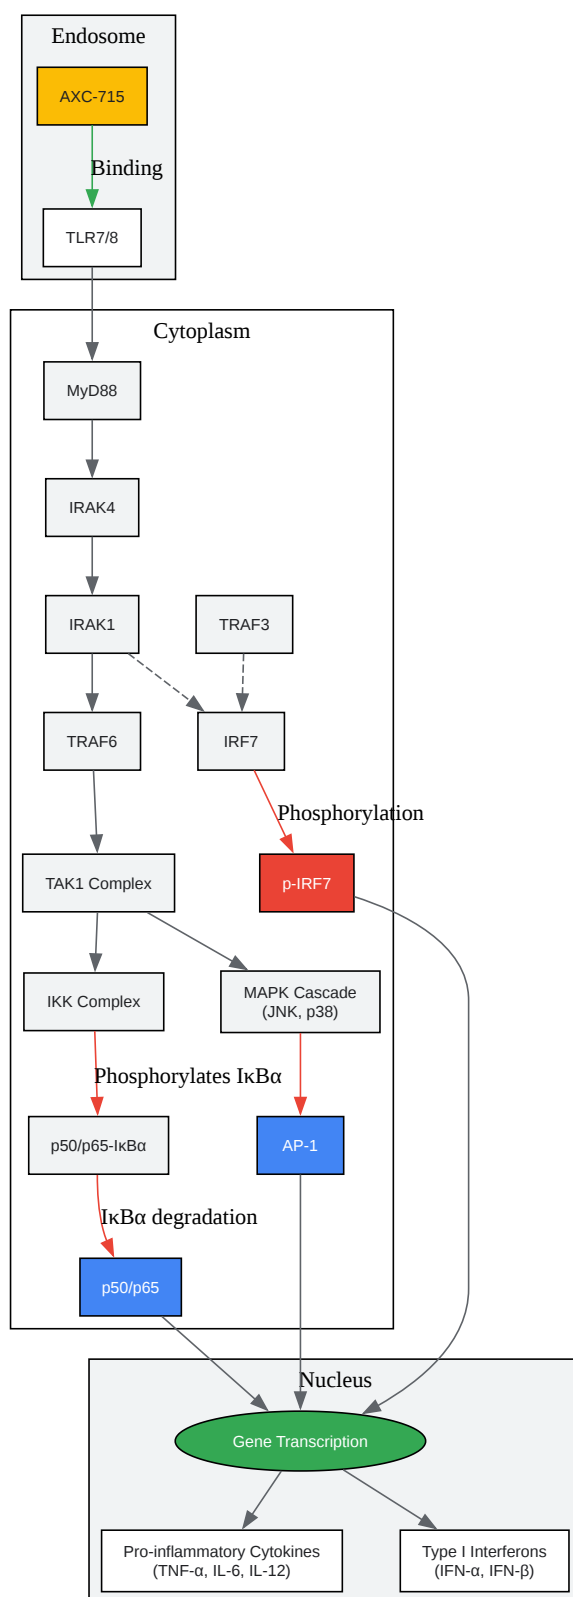 Endosome
AXC-715
Binding
TLR7/8
Cytoplasm
MyD88
IRAK4
IRAK1
TRAF3
TRAF6
IRF7
Phosphorylation
TAK1 Complex
p-IRF7
IKK Complex
MAPK Cascade
(JNK, p38)
Phosphorylates IκBα
p50/p65-IκBα
AP-1
IκBα degradation
p50/p65
Nucleus
Gene Transcription
Pro-inflammatory Cytokines
(TNF-α, IL-6, IL-12)
Type I Interferons
(IFN-α, IFN-β)